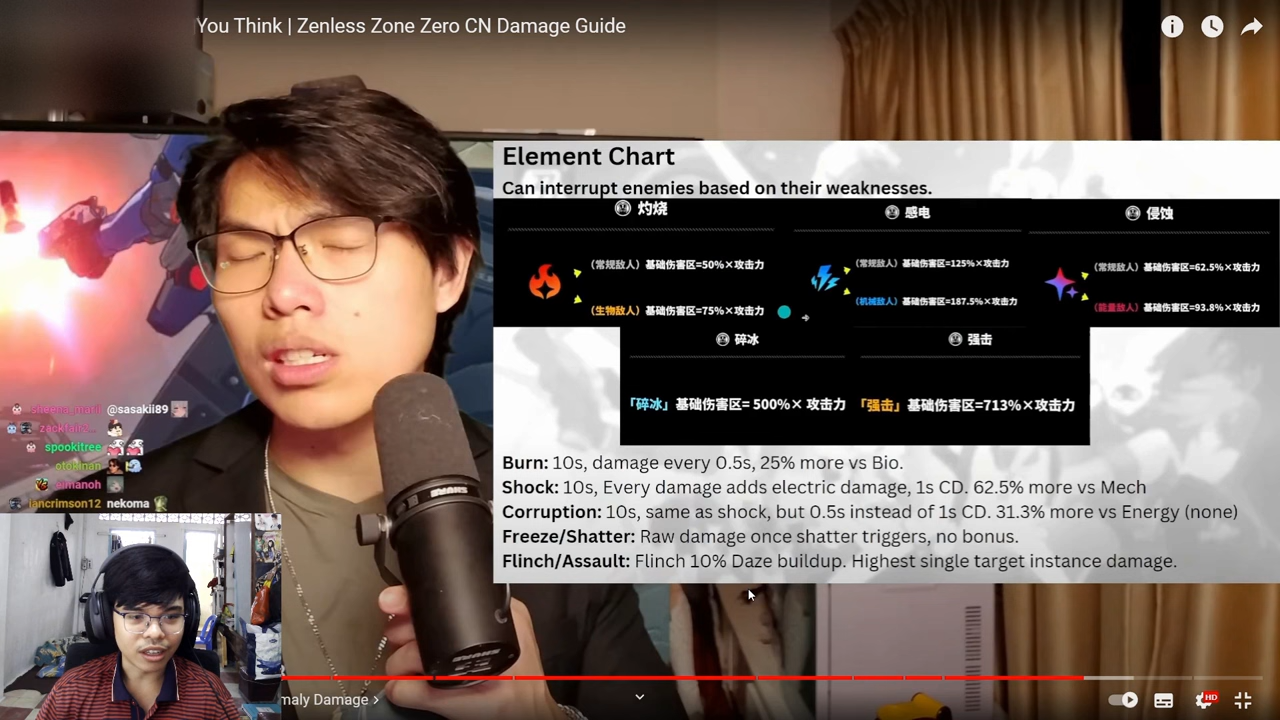 You Think | Zenless Zone Zero CN Damage Guide
Element Chart
Can interrupt enemies based on their weaknesses.
灼烧
感电
侵蚀
(常规敌人) 基础伤害区=50%×攻击力
(生物敌人) 基础伤害区=75%×攻击力
(常规敌人) 基础伤害区=125%×攻击力
(机械敌人) 基础伤害区=187.5%×攻击力
(常规敌人) 基础伤害区=62.5%×攻击力
(能量敌人) 基础伤害区=93.8%×攻击力
碎冰
强击
「碎冰」基础伤害区= 500%× 攻击力
「强击」基础伤害区=713%×攻击力
Burn: 10s, damage every 0.5s, 25% more vs Bio.
Shock: 10s, Every damage adds electric damage, 1s CD. 62.5% more vs Mech
Corruption: 10s, same as shock, but 0.5s instead of 1s CD. 31.3% more vs Energy (none)
Freeze/Shatter: Raw damage once shatter triggers, no bonus.
Flinch/Assault: Flinch 10% Daze buildup. Highest single target instance damage.
@sasakii89
spookitree
otokinan
elmanoh
iancrimson12 nekoma
SHURE
SHURE
maly Damage >
HD